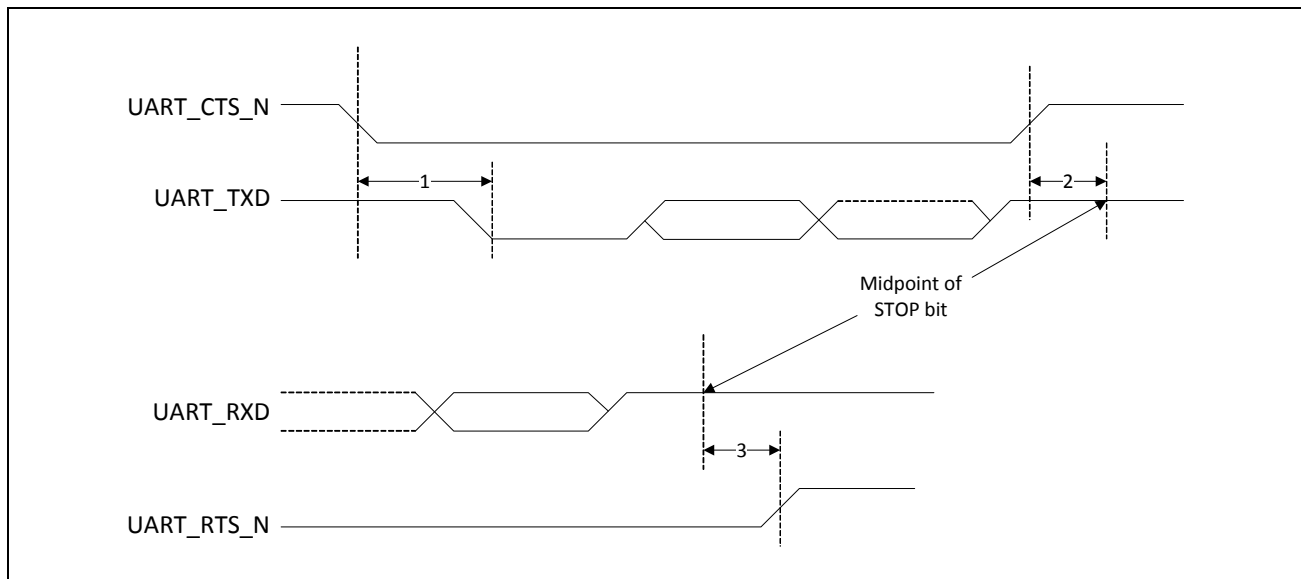 UART_CTS_N
1
2
UART_TXD
Midpoint of
STOP bit
UART_RXD
3
UART_RTS_N